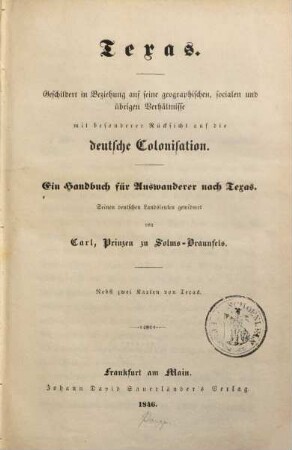 Texas.
Geschildert in Beziehung auf seine geographischen, socialen und
übrigen Verhältnisse
mit besonderer Rücksicht auf die
deutsche Colonisation.
Ein Handbuch für Auswanderer nach Texas.
Seinen deutschen Landsleuten gewidmet
von
Carl, Prinzen zu Solms-Braunfels.
Nebst zwei Karten von Texas.
Frankfurt am Main.
Johann David Sauerländer's Verlag.
1846.